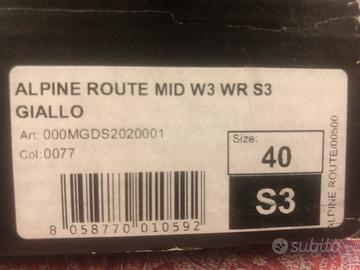 ALPINE ROUTE MID W3 WR S3
GIALLO
Art: 000MGDS2020001
Col:0077
Size:
40
S3
8 058770 010592
ALPINE ROUTE/00500
subito